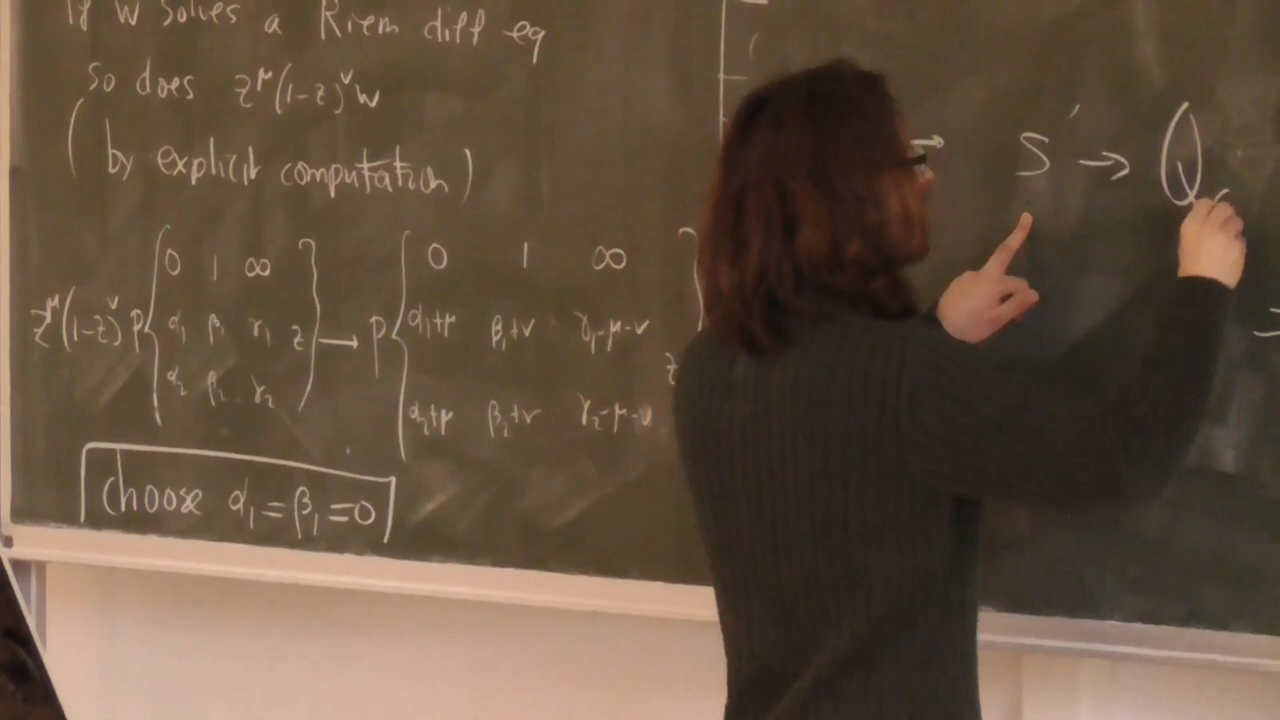 If w solves a Riem diff eq
so does z^μ(1-z)^ν w
(by explicit computation)
z^μ(1-z)^ν P{ 0 1 ∞ } → P{ 0 1 ∞ }
α₁ β₁ γ₁ z α₁+μ β₁+ν γ₁-μ-ν z
α₂ β₂ γ₂ α₂+μ β₂+ν γ₂-μ-ν
Choose α₁=β₁=0
→ S' → Q